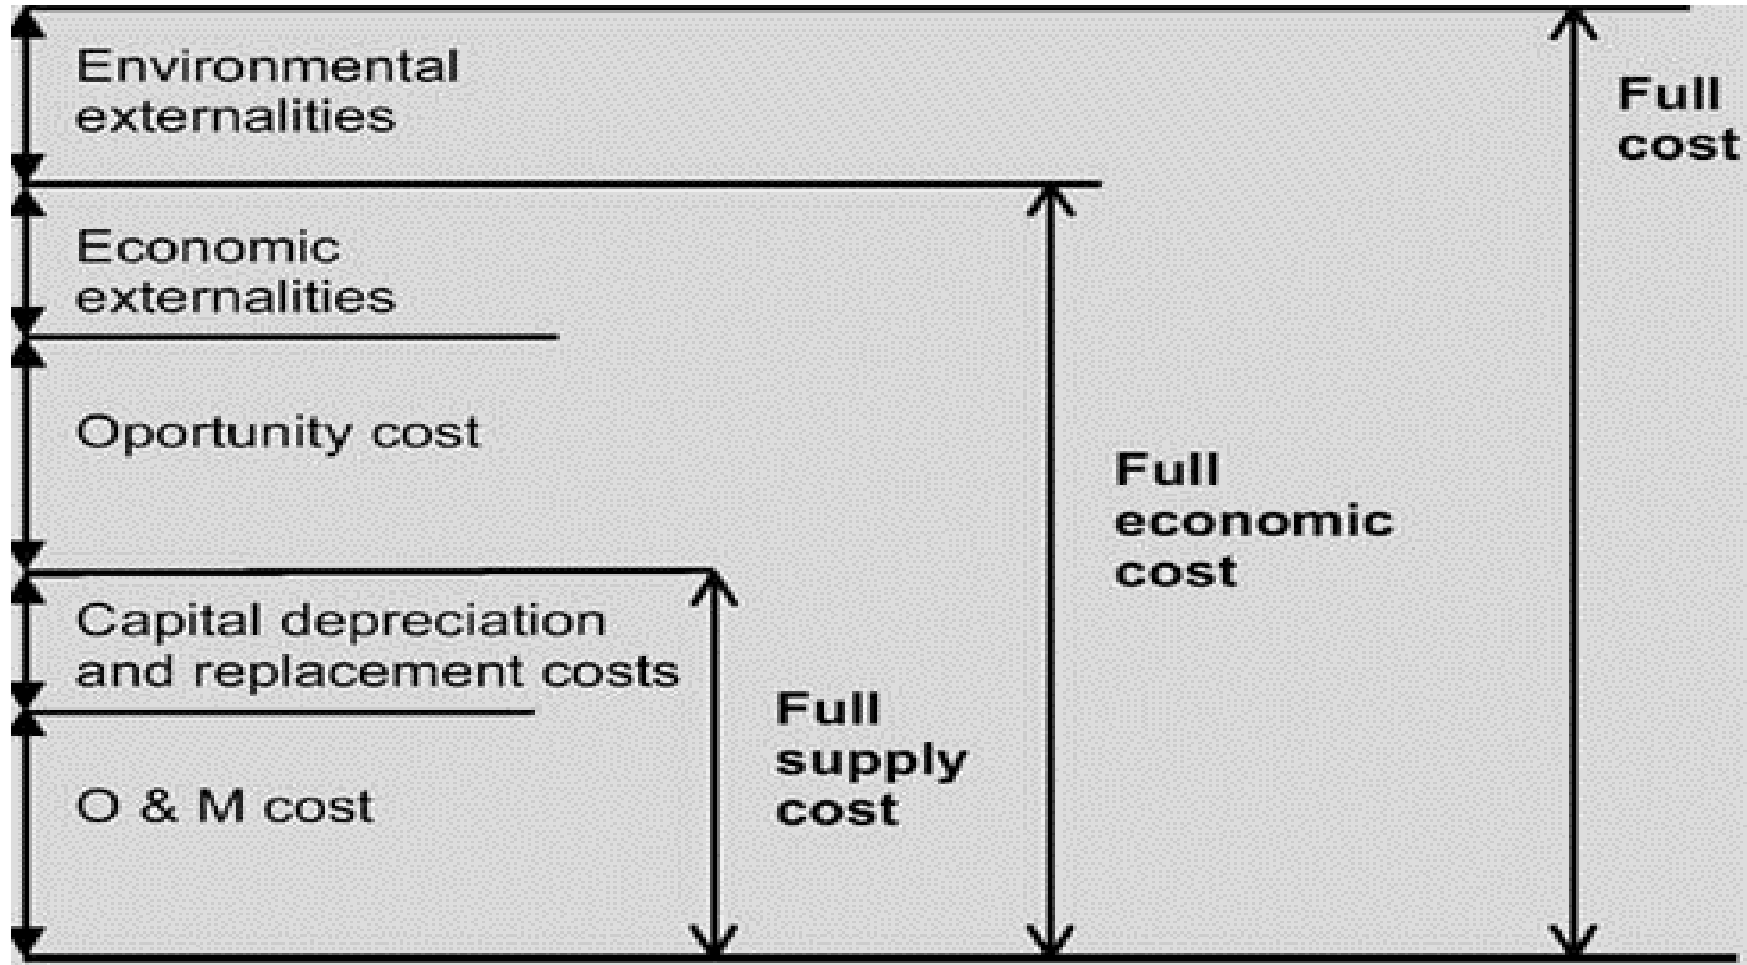 Environmental
externalities
Full
cost
Economic
externalities
Oportunity cost
Full
economic
cost
Capital depreciation
and replacement costs
Full
supply
cost
O & M cost